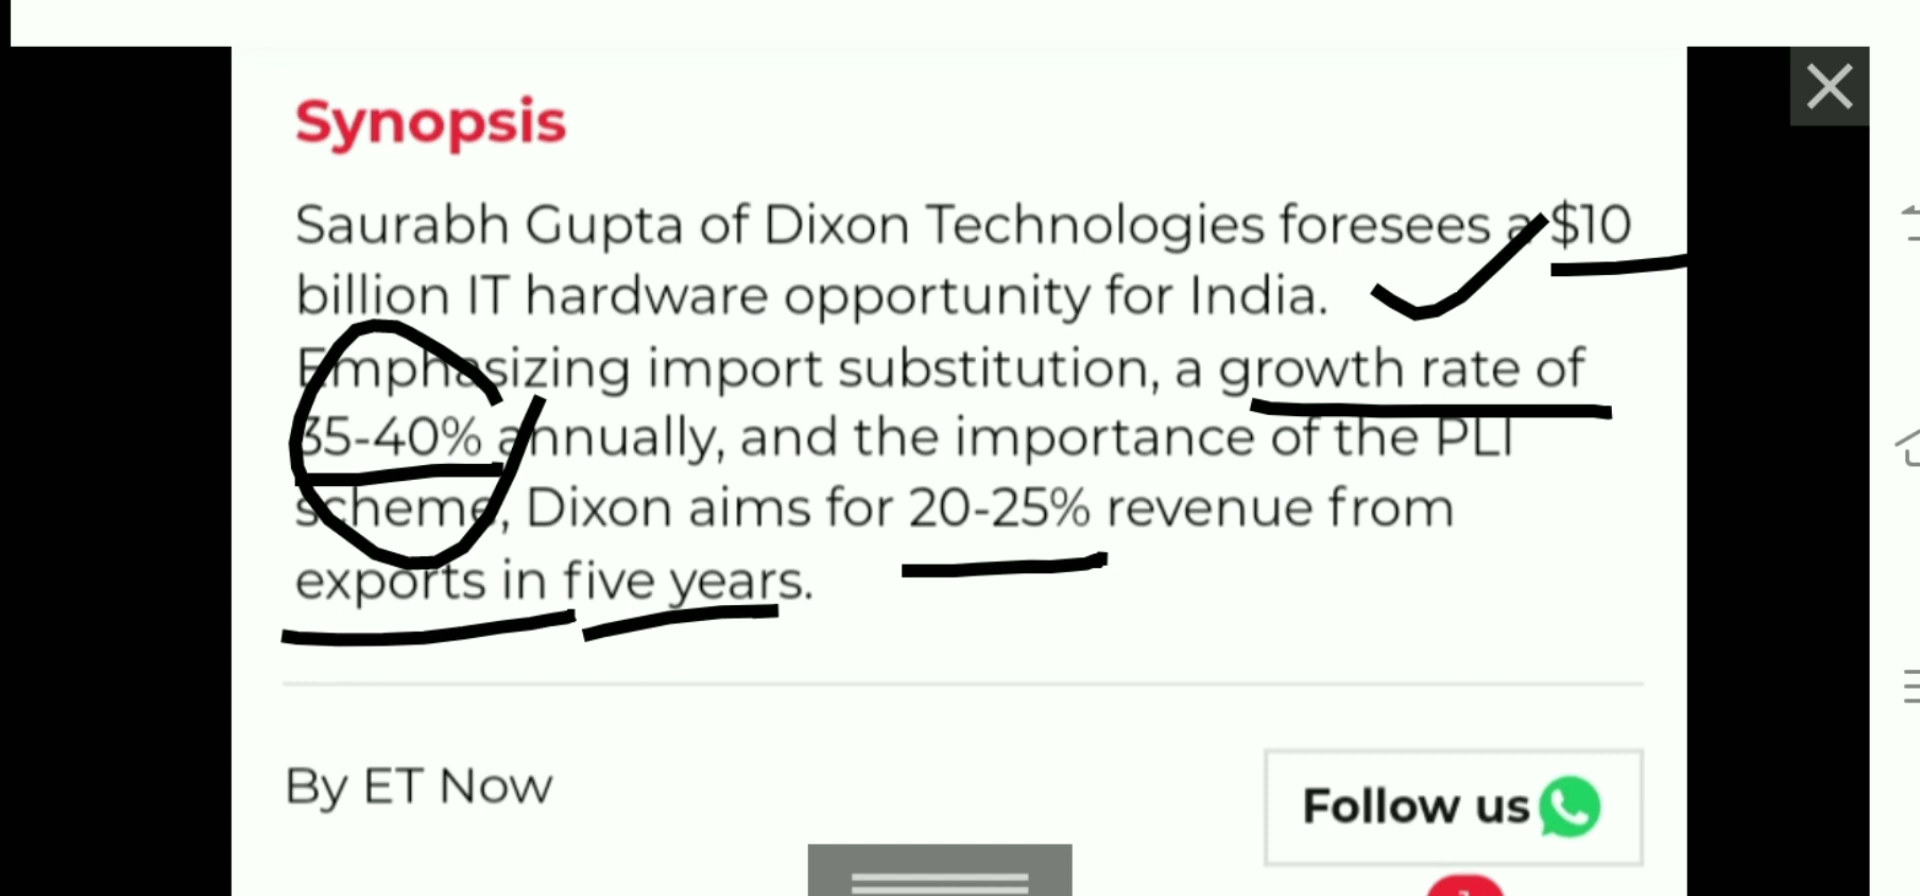 Synopsis
Saurabh Gupta of Dixon Technologies foresees a $10
billion IT hardware opportunity for India.
Emphasizing import substitution, a growth rate of
35-40% annually, and the importance of the PLI
scheme, Dixon aims for 20-25% revenue from
exports in five years.
By ET Now
Follow us